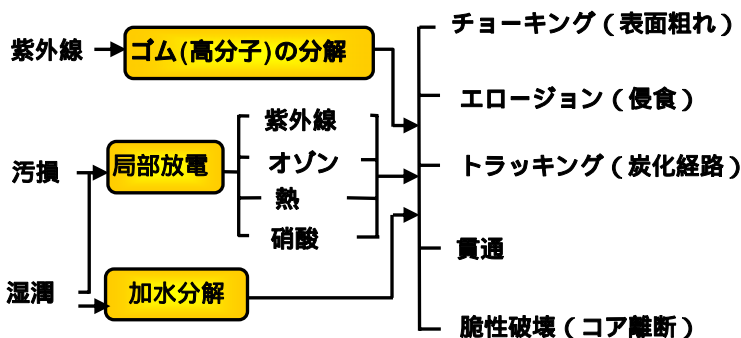 紫外線
ゴム(高分子)の分解
汚損
局部放電
紫外線
オゾン
熱
硝酸
湿潤
加水分解
チョーキング(表面粗れ)
エロージョン(侵食)
トラッキング(炭化経路)
貫通
脆性破壊(コア離断)